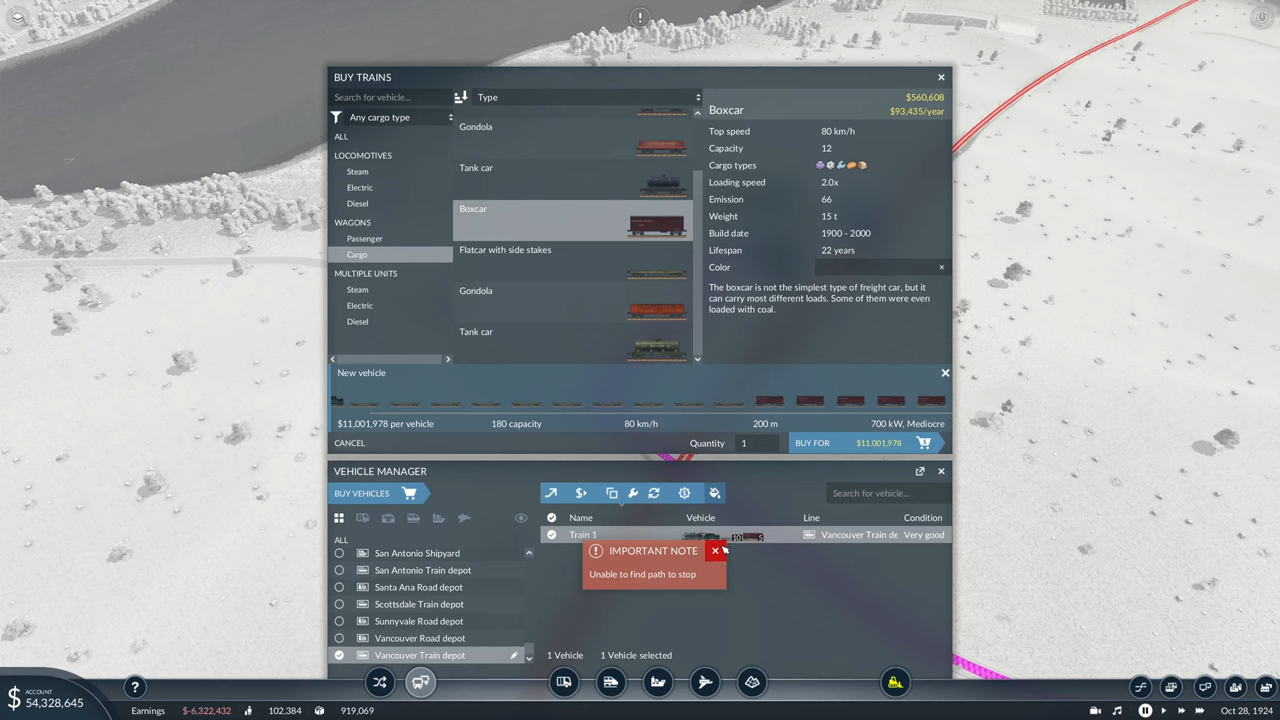 BUY TRAINS
Search for vehicle...
Type
Any cargo type
ALL
LOCOMOTIVES
Steam
Electric
Diesel
WAGONS
Passenger
Cargo
MULTIPLE UNITS
Steam
Electric
Diesel
Gondola
Tank car
Boxcar
Flatcar with side stakes
Gondola
Tank car
$560,608
Boxcar
$93,435/year
Top speed 80 km/h
Capacity 12
Cargo types
Loading speed 2.0x
Emission 66
Weight 15 t
Build date 1900 - 2000
Lifespan 22 years
Color
The boxcar is not the simplest type of freight car, but it
can carry most different loads. Some of them were even
loaded with coal.
New vehicle
$11,001,978 per vehicle 180 capacity 80 km/h 200 m 700 kW, Mediocre
CANCEL Quantity 1 BUY FOR $11,001,978
VEHICLE MANAGER
BUY VEHICLES
Search for vehicle...
ALL
San Antonio Shipyard
San Antonio Train depot
Santa Ana Road depot
Scottsdale Train depot
Sunnyvale Road depot
Vancouver Road depot
Vancouver Train depot
Name Vehicle Line Condition
Train 1 10 5 Vancouver Train de Very good
IMPORTANT NOTE
Unable to find path to stop
1 Vehicle 1 Vehicle selected
ACCOUNT
$ 54,328,645
?
Earnings $-6,322,432 102,384 919,069
Oct 28, 1924